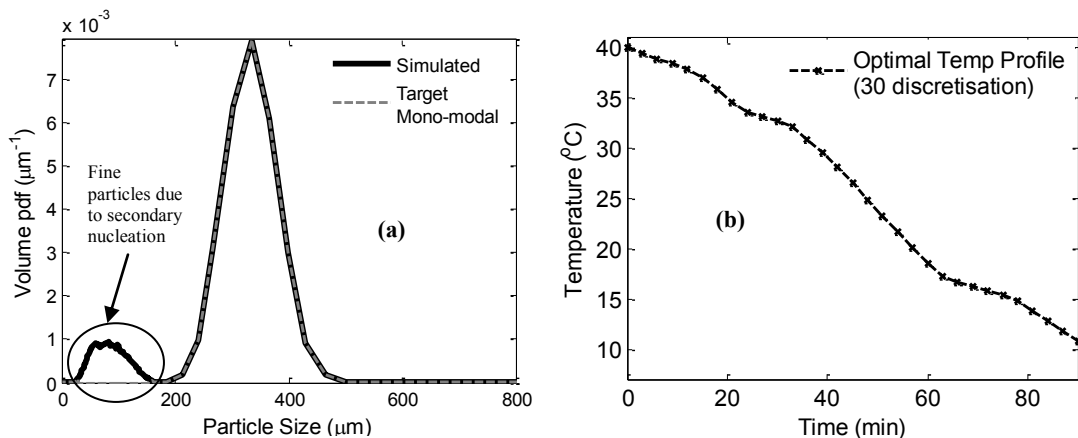 x 10⁻³
7
6
5
4
3
2
1
0
Volume pdf (μm⁻¹)
Simulated
Target
Mono-modal
Fine
particles due
to secondary
nucleation
(a)
0 200 400 600 800
Particle Size (μm)
40
35
30
25
20
15
10
Temperature (ºC)
Optimal Temp Profile
(30 discretisation)
(b)
0 20 40 60 80
Time (min)